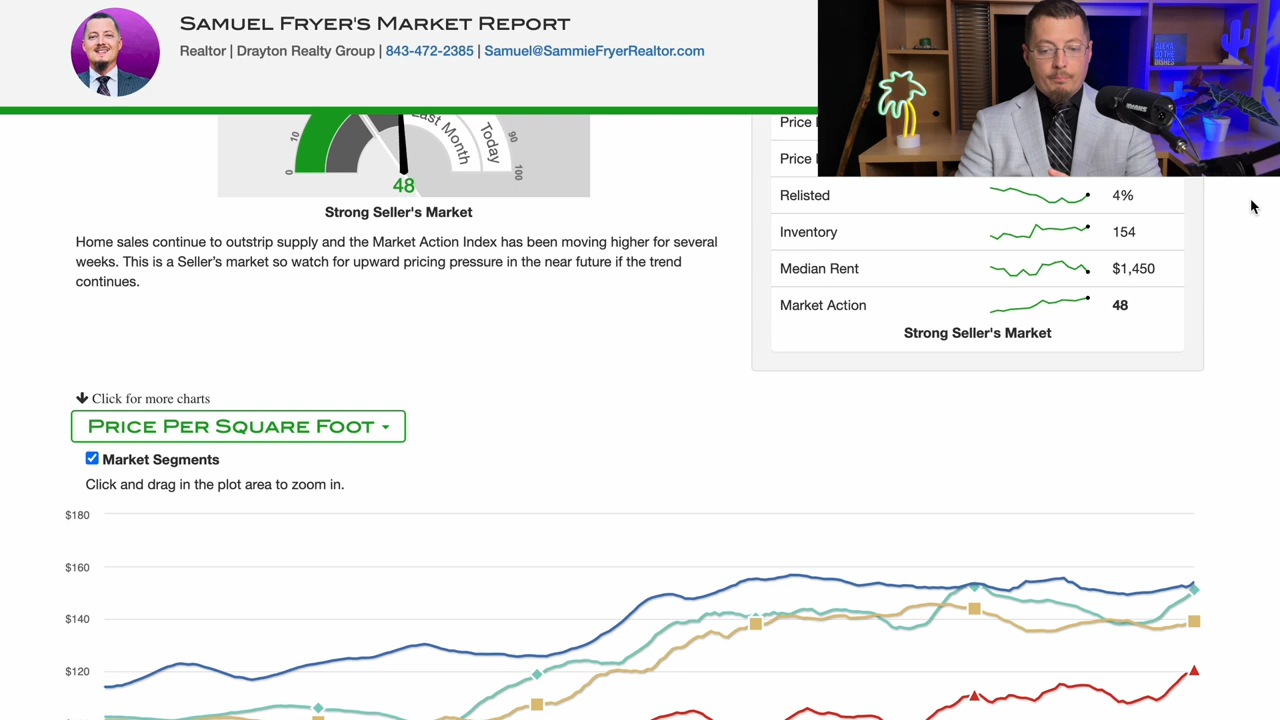 SAMUEL FRYER'S MARKET REPORT
Realtor | Drayton Realty Group | 843-472-2385 | Samuel@SammieFryerRealtor.com
ALEXA
DO THE
DISHES
Last Month
Today
0
10
90
100
48
Strong Seller's Market
Home sales continue to outstrip supply and the Market Action Index has been moving higher for several
weeks. This is a Seller's market so watch for upward pricing pressure in the near future if the trend
continues.
Price
Price
Relisted 4%
Inventory 154
Median Rent $1,450
Market Action 48
Strong Seller's Market
Click for more charts
PRICE PER SQUARE FOOT
Market Segments
Click and drag in the plot area to zoom in.
$180
$160
$140
$120